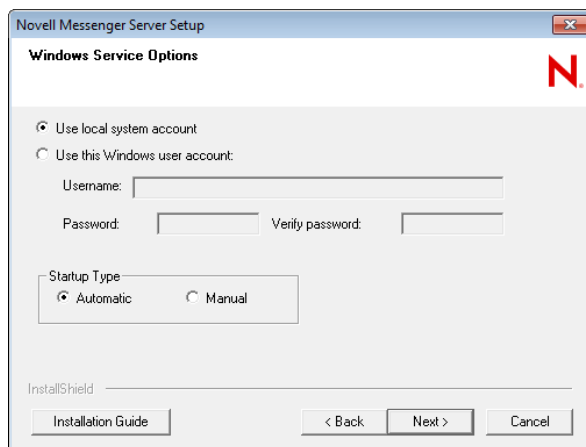 Novell Messenger Server Setup
Windows Service Options
N
Use local system account
Use this Windows user account:
Username:
Password: Verify password:
Startup Type
Automatic Manual
InstallShield
Installation Guide < Back Next > Cancel